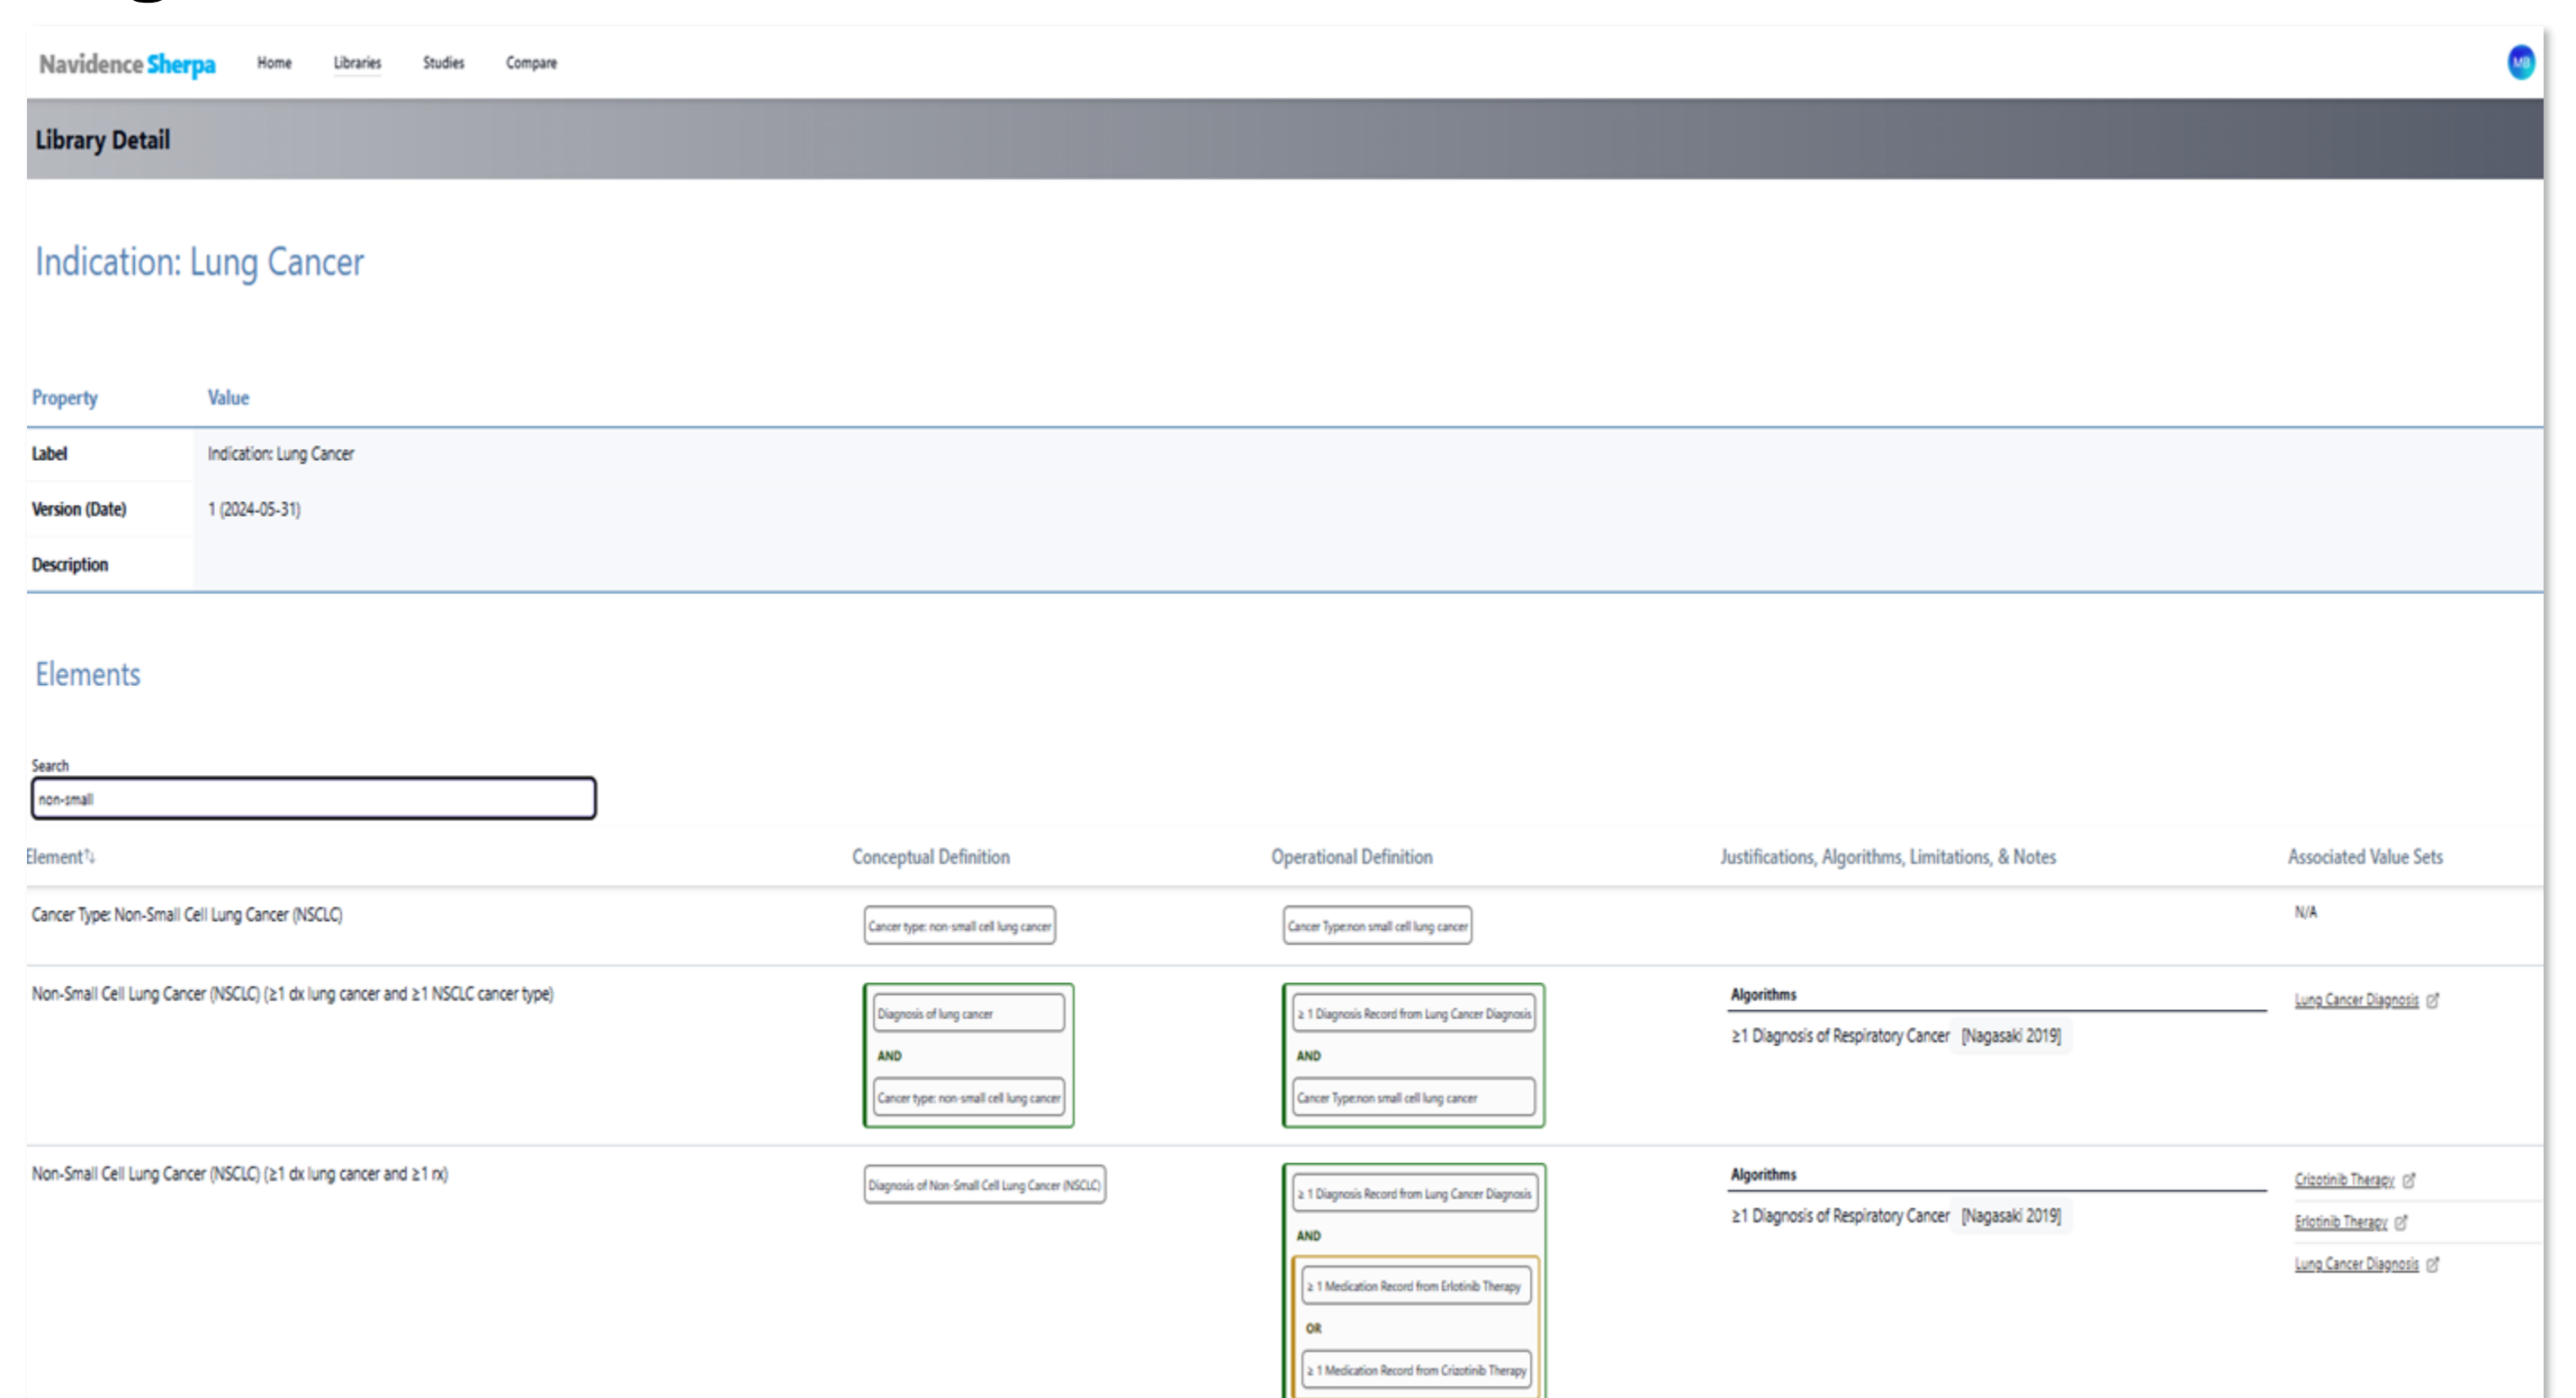 Navidence Sherpa Home Libraries Studies Compare MB
Library Detail
Indication: Lung Cancer
Property Value
Label Indication: Lung Cancer
Version (Date) 1 (2024-05-31)
Description
Elements
Search
non-small
Element↑↓ Conceptual Definition Operational Definition Justifications, Algorithms, Limitations, & Notes Associated Value Sets
Cancer Type: Non-Small Cell Lung Cancer (NSCLC) Cancer type: non-small cell lung cancer Cancer Type:non small cell lung cancer N/A
Non-Small Cell Lung Cancer (NSCLC) (≥1 dx lung cancer and ≥1 NSCLC cancer type)
Diagnosis of lung cancer
AND
Cancer type: non-small cell lung cancer
≥ 1 Diagnosis Record from Lung Cancer Diagnosis
AND
Cancer Type:non small cell lung cancer
Algorithms
≥1 Diagnosis of Respiratory Cancer [Nagasaki 2019]
Lung Cancer Diagnosis
Non-Small Cell Lung Cancer (NSCLC) (≥1 dx lung cancer and ≥1 rx)
Diagnosis of Non-Small Cell Lung Cancer (NSCLC)
≥ 1 Diagnosis Record from Lung Cancer Diagnosis
AND
≥ 1 Medication Record from Erlotinib Therapy
OR
≥ 1 Medication Record from Crizotinib Therapy
Algorithms
≥1 Diagnosis of Respiratory Cancer [Nagasaki 2019]
Crizotinib Therapy
Erlotinib Therapy
Lung Cancer Diagnosis